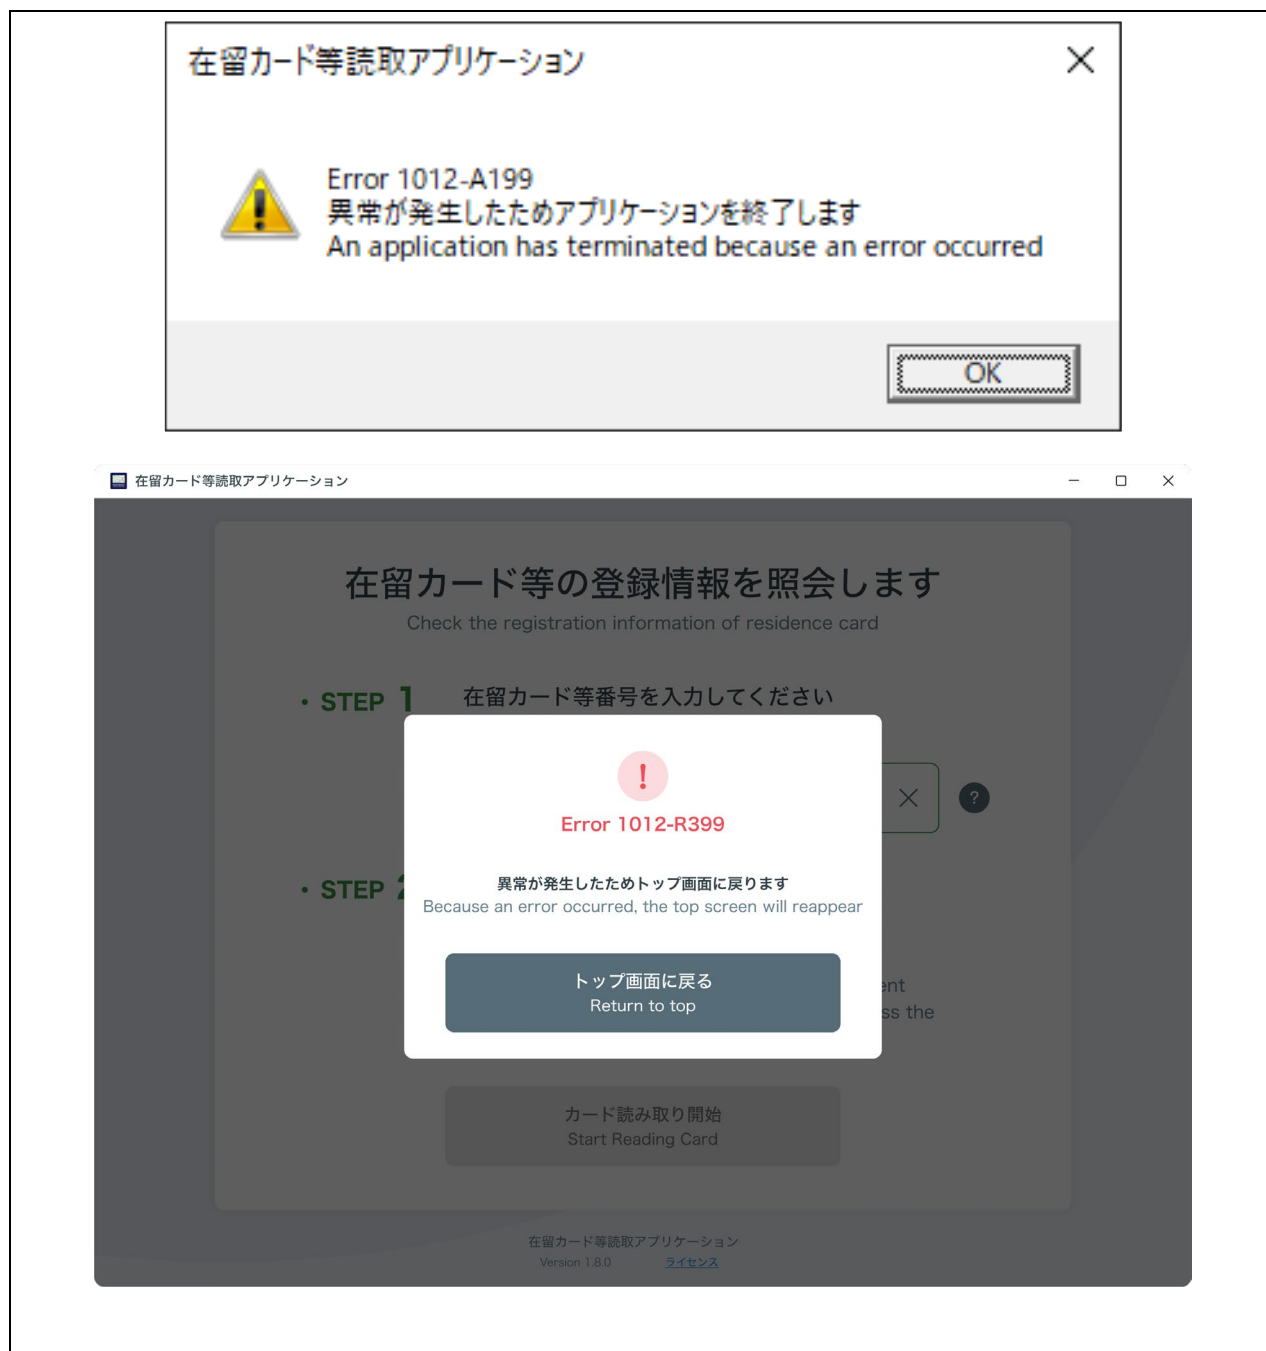 在留カード等読取アプリケーション
Error 1012-A199
異常が発生したためアプリケーションを終了します
An application has terminated because an error occurred
OK
在留カード等読取アプリケーション
在留カード等の登録情報を照会します
Check the registration information of residence card
・STEP 1 在留カード等番号を入力してください
!
?
Error 1012-R399
異常が発生したためトップ画面に戻ります
・STEP 2
Because an error occurred, the top screen will reappear
トップ画面に戻る
Return to top
ent
ss the
カード読み取り開始
Start Reading Card
在留カード等読取アプリケーション
Version 1.8.0 ライセンス